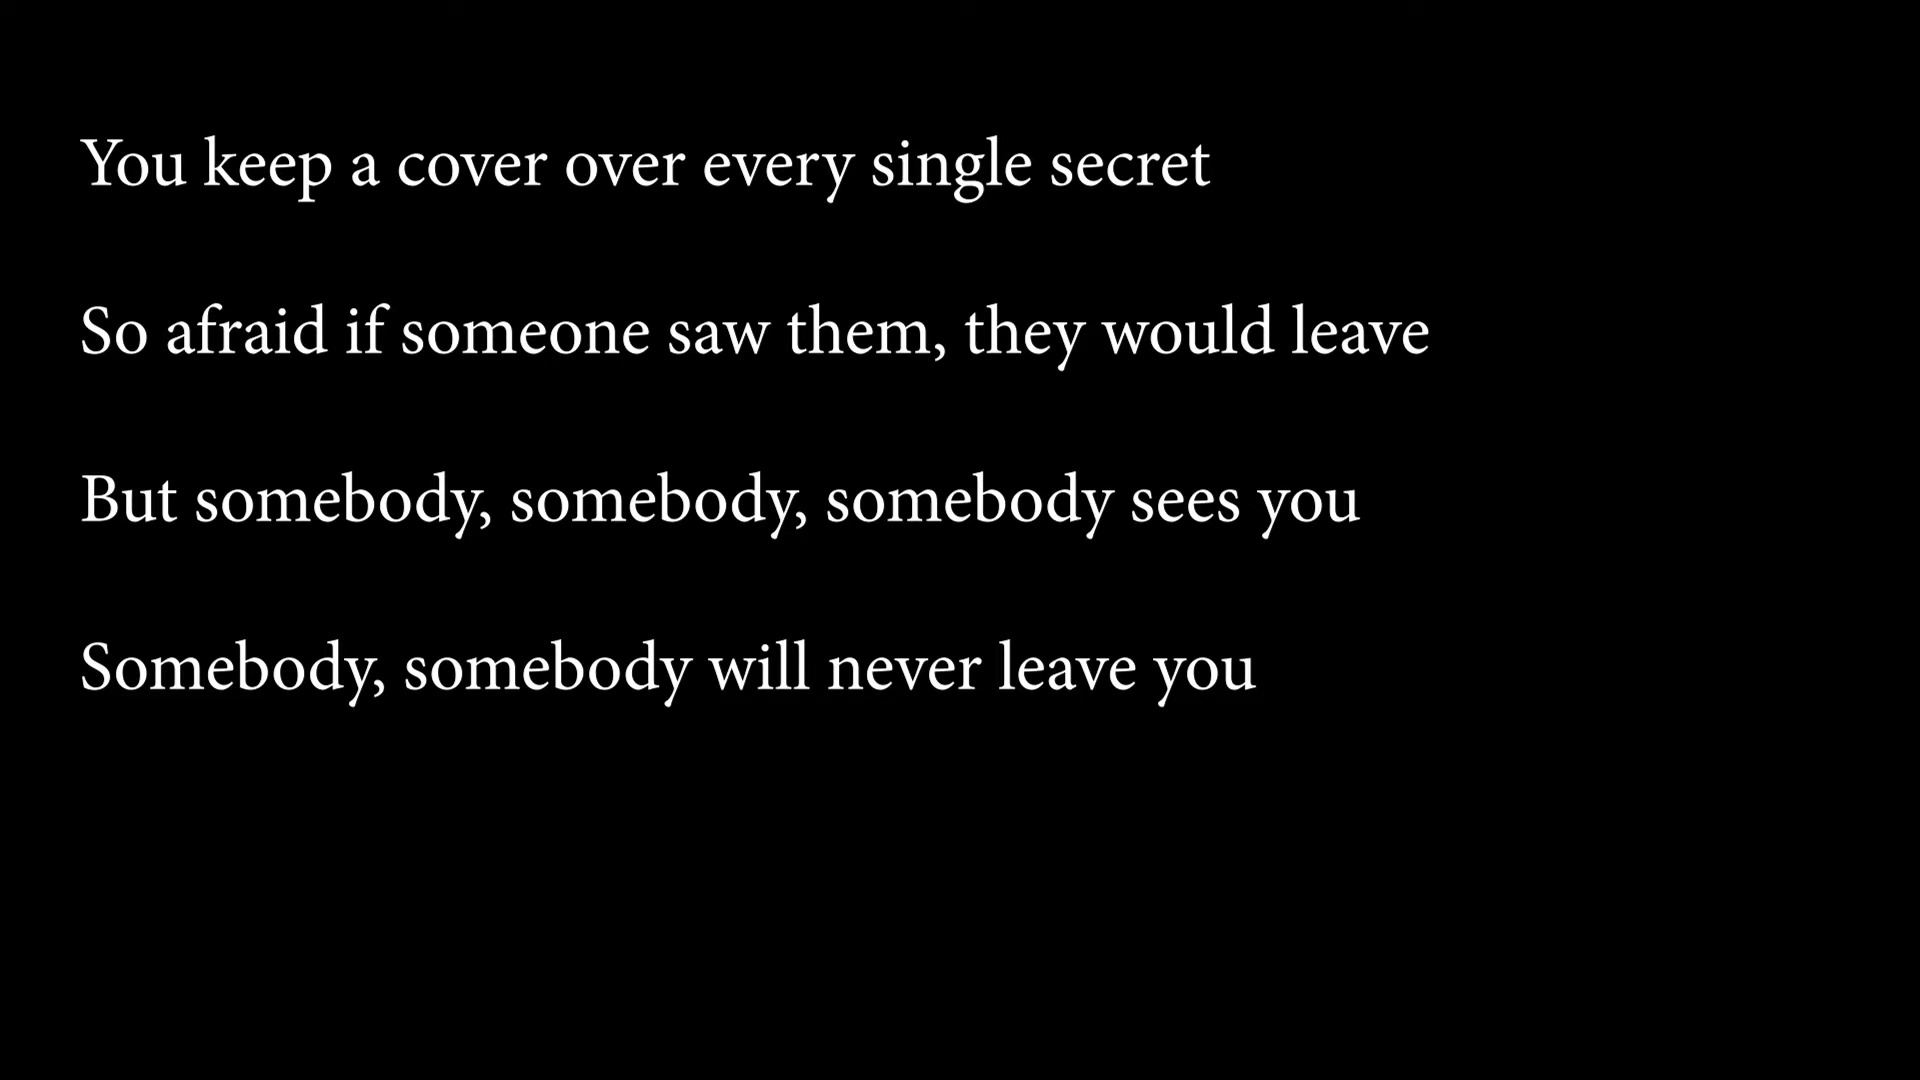 You keep a cover over every single secret
So afraid if someone saw them, they would leave
But somebody, somebody, somebody sees you
Somebody, somebody will never leave you